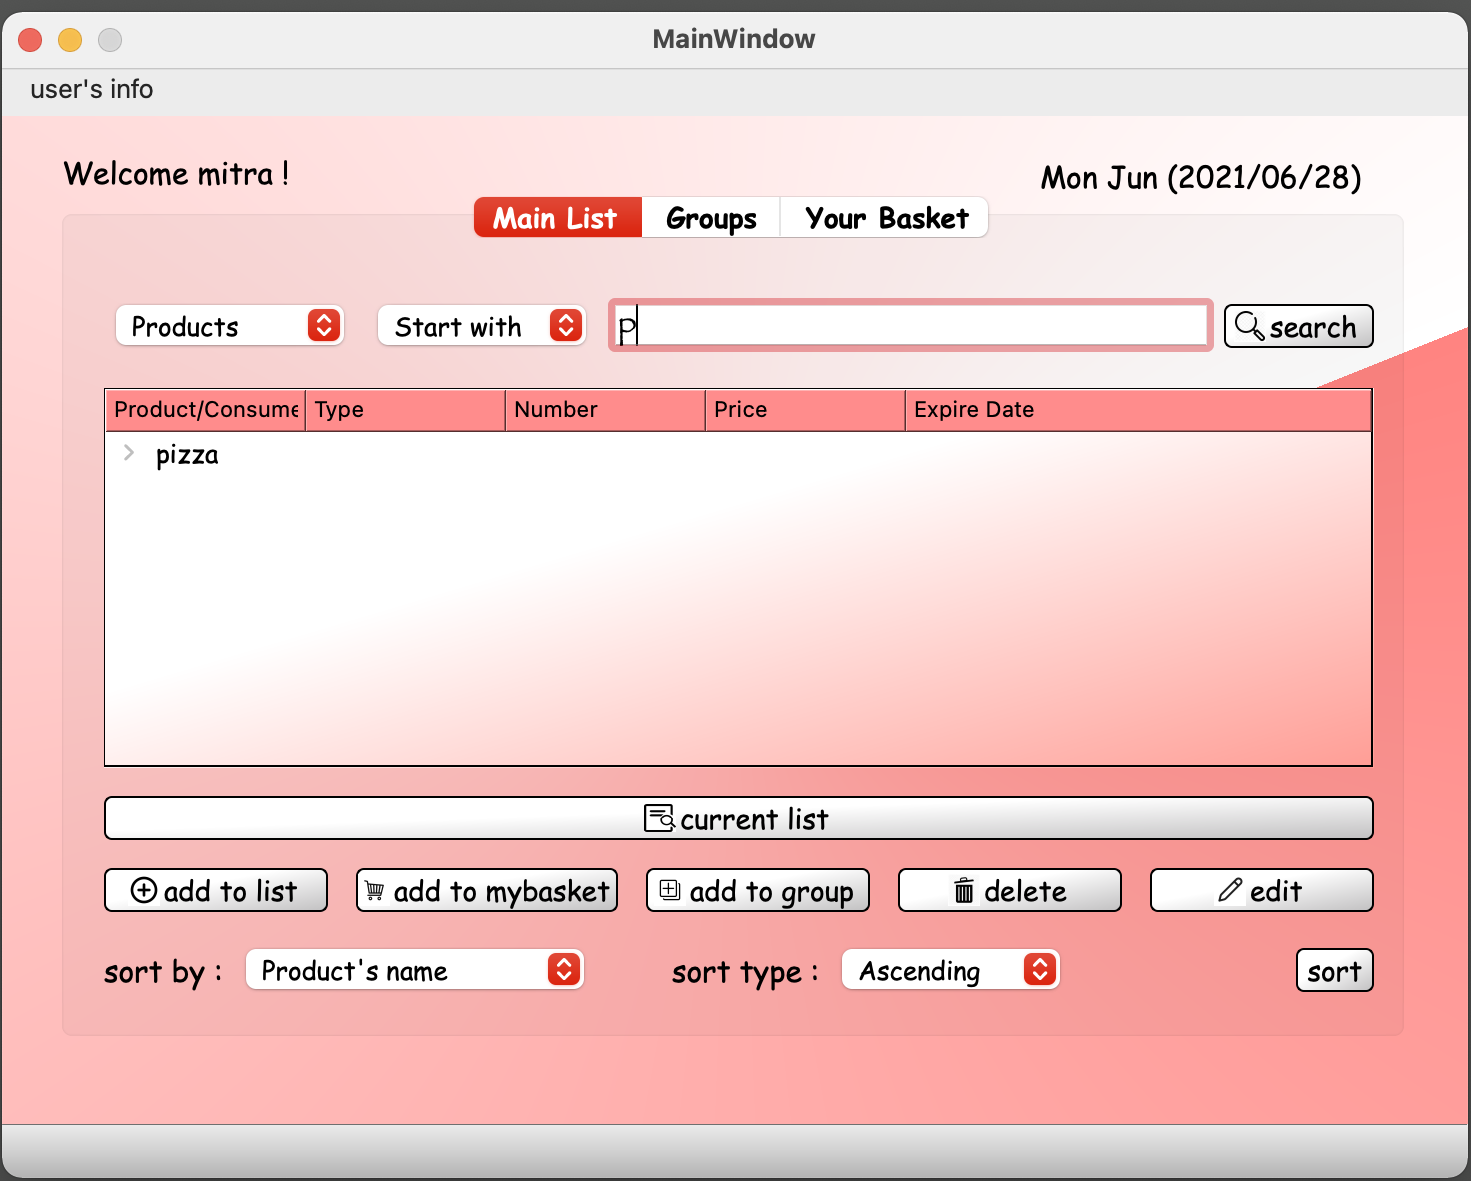 MainWindow
user's info
Welcome mitra !
Mon Jun (2021/06/28)
Main List Groups Your Basket
Products Start with p search
Product/Consume Type Number Price Expire Date
pizza
current list
add to list add to mybasket add to group delete edit
sort by : Product's name sort type : Ascending sort